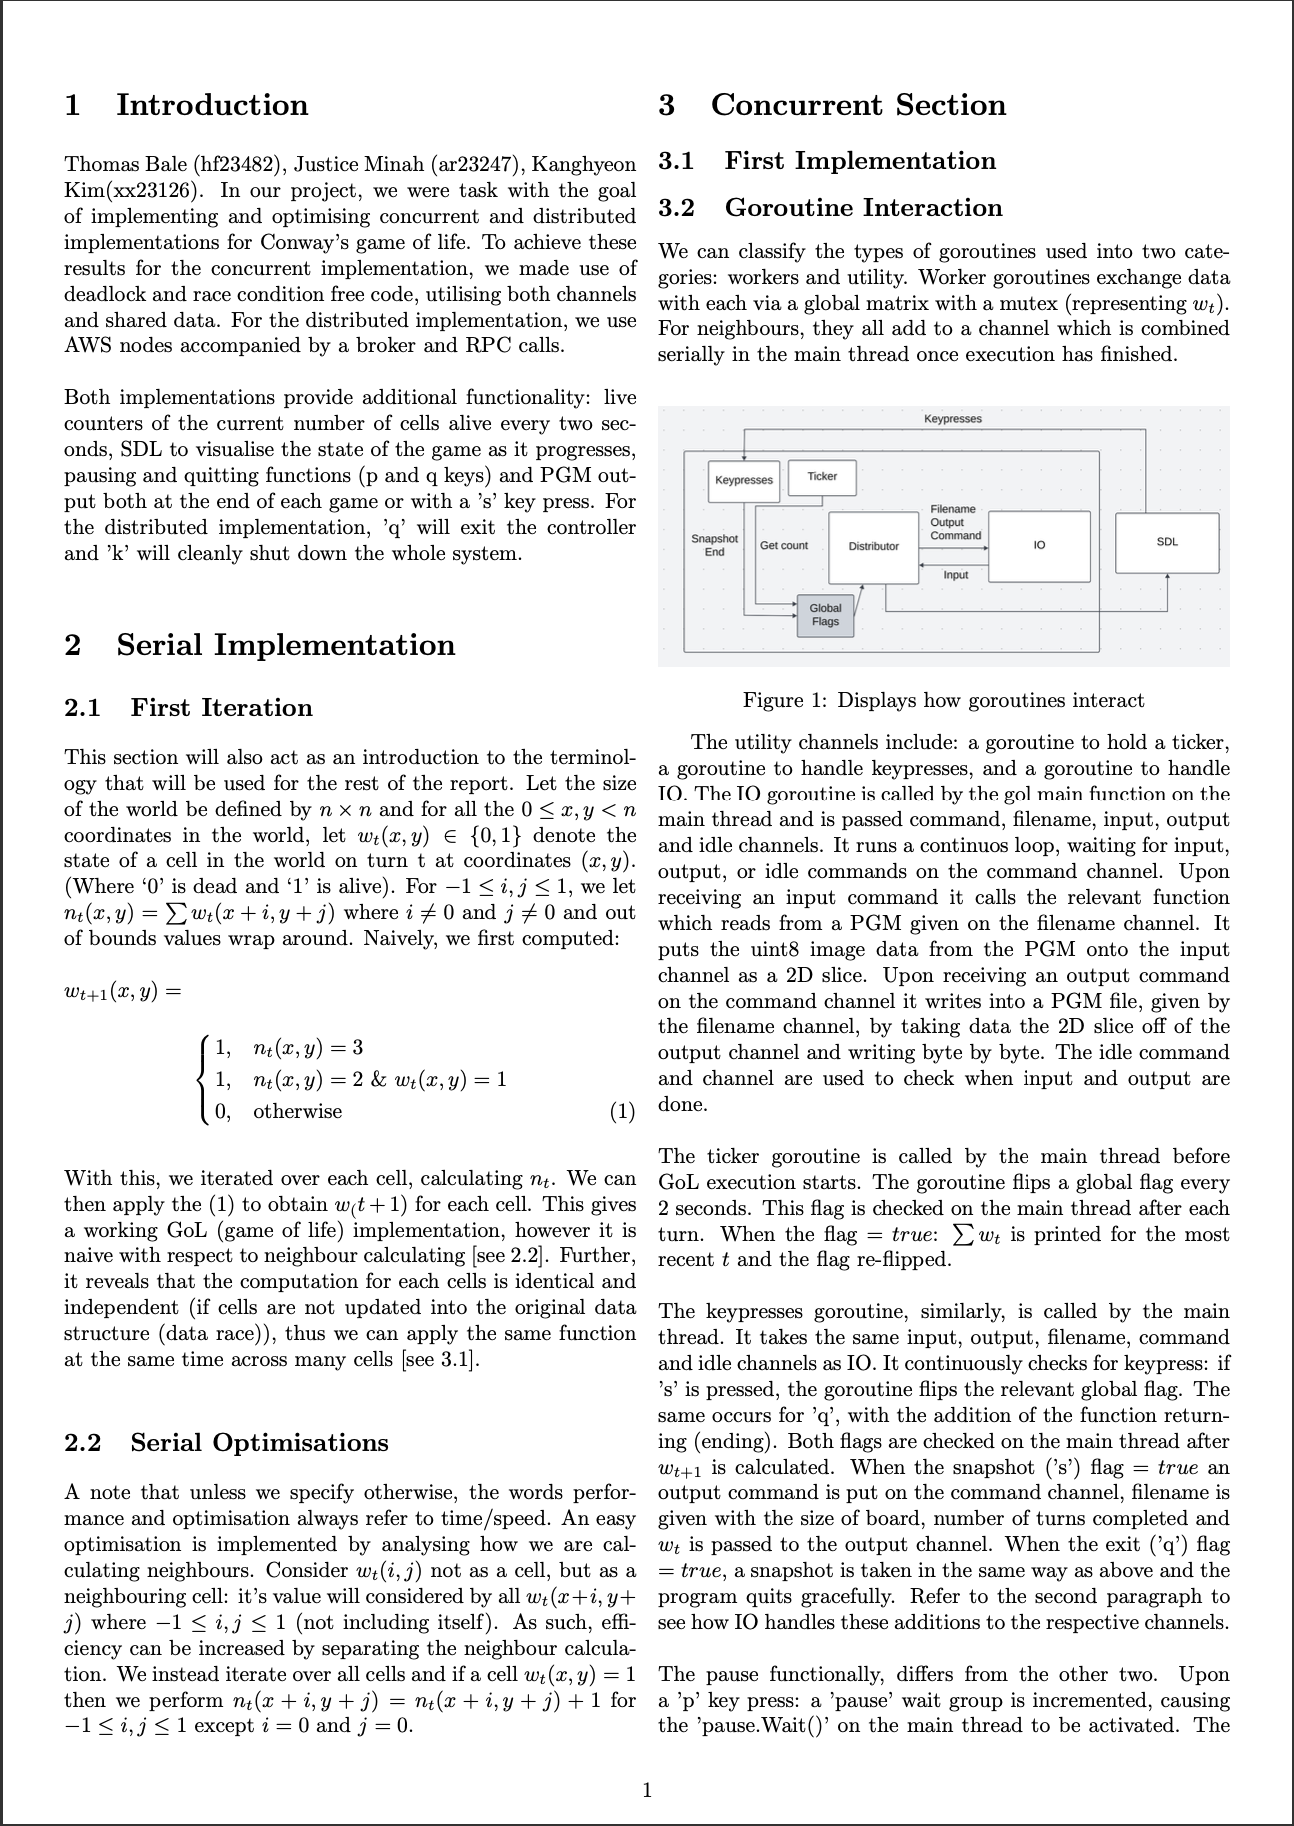 1 Introduction
Thomas Bale (hf23482), Justice Minah (ar23247), Kanghyeon
Kim(xx23126). In our project, we were task with the goal
of implementing and optimising concurrent and distributed
implementations for Conway's game of life. To achieve these
results for the concurrent implementation, we made use of
deadlock and race condition free code, utilising both channels
and shared data. For the distributed implementation, we use
AWS nodes accompanied by a broker and RPC calls.
Both implementations provide additional functionality: live
counters of the current number of cells alive every two sec-
onds, SDL to visualise the state of the game as it progresses,
pausing and quitting functions (p and q keys) and PGM out-
put both at the end of each game or with a 's' key press. For
the distributed implementation, 'q' will exit the controller
and 'k' will cleanly shut down the whole system.
2 Serial Implementation
2.1 First Iteration
This section will also act as an introduction to the terminol-
ogy that will be used for the rest of the report. Let the size
of the world be defined by n × n and for all the 0 ≤ x, y < n
coordinates in the world, let w_t(x, y) ∈ {0, 1} denote the
state of a cell in the world on turn t at coordinates (x, y).
(Where ‘0’ is dead and ‘1’ is alive). For −1 ≤ i, j ≤ 1, we let
n_t(x, y) = ∑ w_t(x + i, y + j) where i ≠ 0 and j ≠ 0 and out
of bounds values wrap around. Naively, we first computed:
w_{t+1}(x, y) =
1, n_t(x, y) = 3
1, n_t(x, y) = 2 & w_t(x, y) = 1
0, otherwise (1)
With this, we iterated over each cell, calculating n_t. We can
then apply the (1) to obtain w_(t + 1) for each cell. This gives
a working GoL (game of life) implementation, however it is
naive with respect to neighbour calculating [see 2.2]. Further,
it reveals that the computation for each cells is identical and
independent (if cells are not updated into the original data
structure (data race)), thus we can apply the same function
at the same time across many cells [see 3.1].
2.2 Serial Optimisations
A note that unless we specify otherwise, the words perfor-
mance and optimisation always refer to time/speed. An easy
optimisation is implemented by analysing how we are cal-
culating neighbours. Consider w_t(i, j) not as a cell, but as a
neighbouring cell: it's value will considered by all w_t(x+i, y+
j) where −1 ≤ i, j ≤ 1 (not including itself). As such, effi-
ciency can be increased by separating the neighbour calcula-
tion. We instead iterate over all cells and if a cell w_t(x, y) = 1
then we perform n_t(x + i, y + j) = n_t(x + i, y + j) + 1 for
−1 ≤ i, j ≤ 1 except i = 0 and j = 0.
3 Concurrent Section
3.1 First Implementation
3.2 Goroutine Interaction
We can classify the types of goroutines used into two cate-
gories: workers and utility. Worker goroutines exchange data
with each via a global matrix with a mutex (representing w_t).
For neighbours, they all add to a channel which is combined
serially in the main thread once execution has finished.
Keypresses
Keypresses
Ticker
Snapshot
End
Get count
Distributor
Filename
Output
Command
Input
IO
SDL
Global
Flags
Figure 1: Displays how goroutines interact
The utility channels include: a goroutine to hold a ticker,
a goroutine to handle keypresses, and a goroutine to handle
IO. The IO goroutine is called by the gol main function on the
main thread and is passed command, filename, input, output
and idle channels. It runs a continuos loop, waiting for input,
output, or idle commands on the command channel. Upon
receiving an input command it calls the relevant function
which reads from a PGM given on the filename channel. It
puts the uint8 image data from the PGM onto the input
channel as a 2D slice. Upon receiving an output command
on the command channel it writes into a PGM file, given by
the filename channel, by taking data the 2D slice off of the
output channel and writing byte by byte. The idle command
and channel are used to check when input and output are
done.
The ticker goroutine is called by the main thread before
GoL execution starts. The goroutine flips a global flag every
2 seconds. This flag is checked on the main thread after each
turn. When the flag = true: ∑ w_t is printed for the most
recent t and the flag re-flipped.
The keypresses goroutine, similarly, is called by the main
thread. It takes the same input, output, filename, command
and idle channels as IO. It continuously checks for keypress: if
's' is pressed, the goroutine flips the relevant global flag. The
same occurs for 'q', with the addition of the function return-
ing (ending). Both flags are checked on the main thread after
w_{t+1} is calculated. When the snapshot ('s') flag = true an
output command is put on the command channel, filename is
given with the size of board, number of turns completed and
w_t is passed to the output channel. When the exit ('q') flag
= true, a snapshot is taken in the same way as above and the
program quits gracefully. Refer to the second paragraph to
see how IO handles these additions to the respective channels.
The pause functionally, differs from the other two. Upon
a 'p' key press: a 'pause' wait group is incremented, causing
the 'pause.Wait()' on the main thread to be activated. The
1